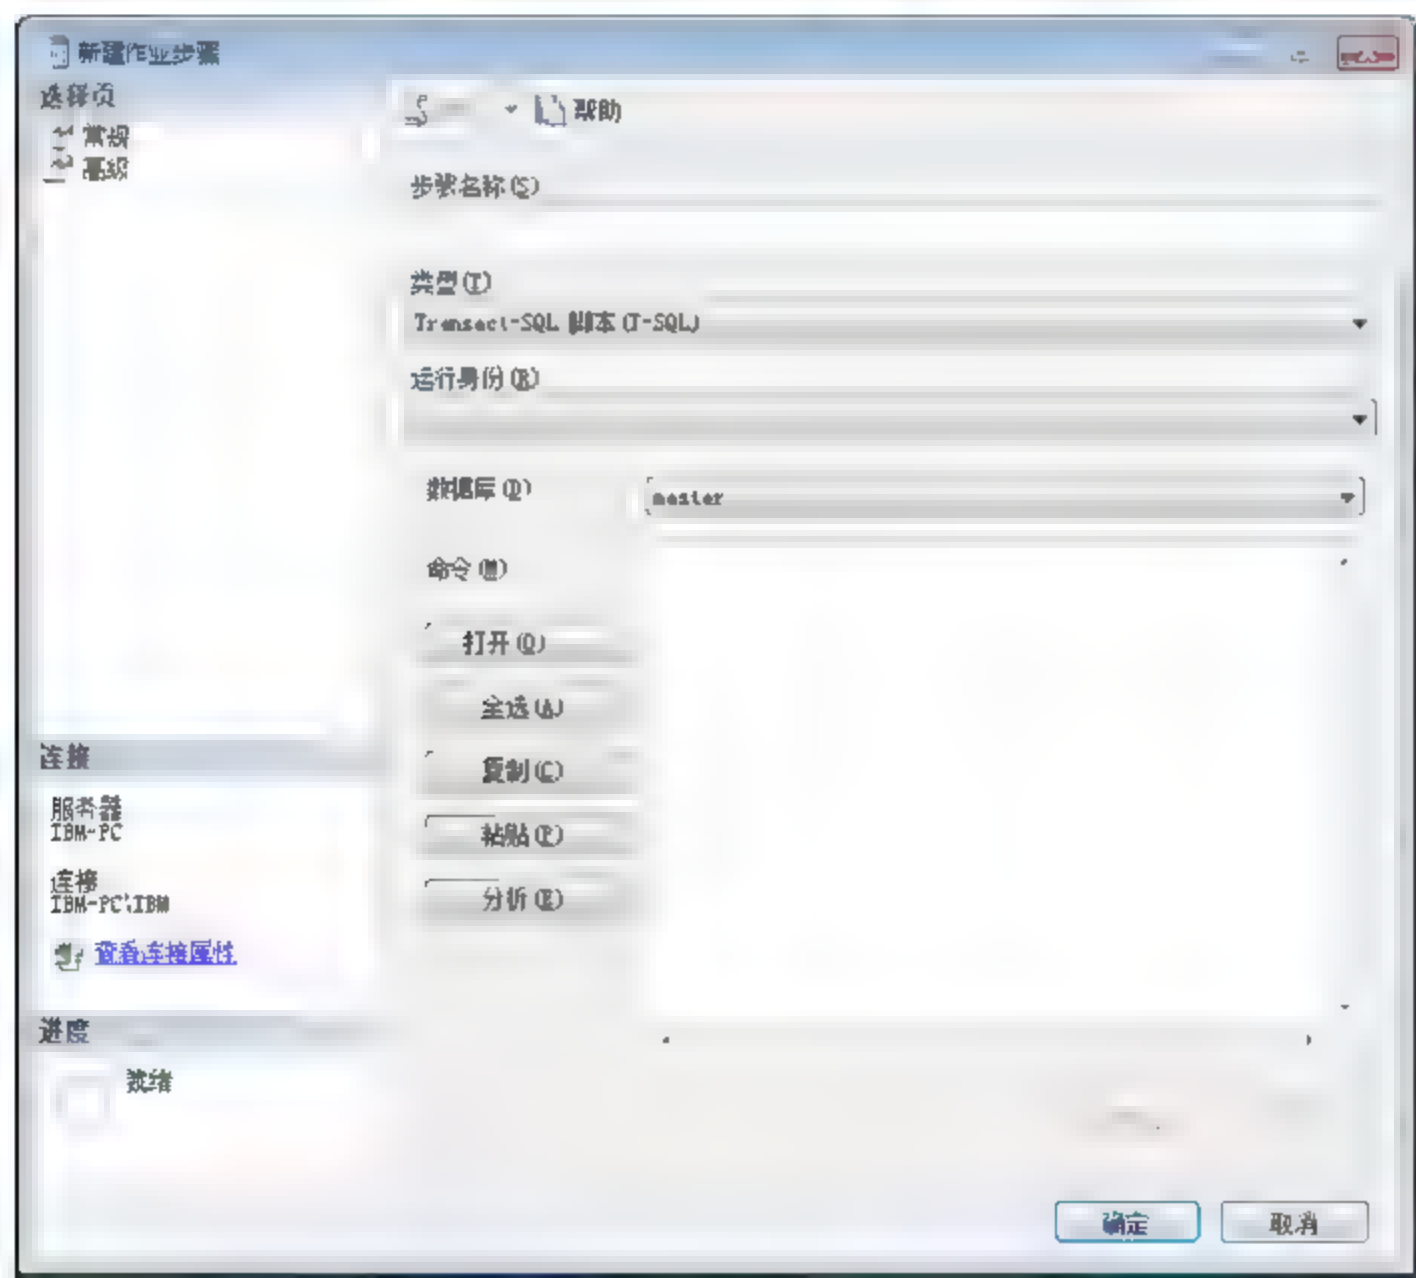 新建作业步骤
选择页
常规
高级
帮助
步骤名称(S)
类型(T)
Transact-SQL 脚本(T-SQL)
运行身份(R)
数据库(D)
master
命令(M)
打开(O)
全选(A)
复制(C)
粘贴(P)
分析(E)
连接
服务器
IBM-PC
连接
IBM-PC\IBM
查看连接属性
进度
就绪
确定
取消